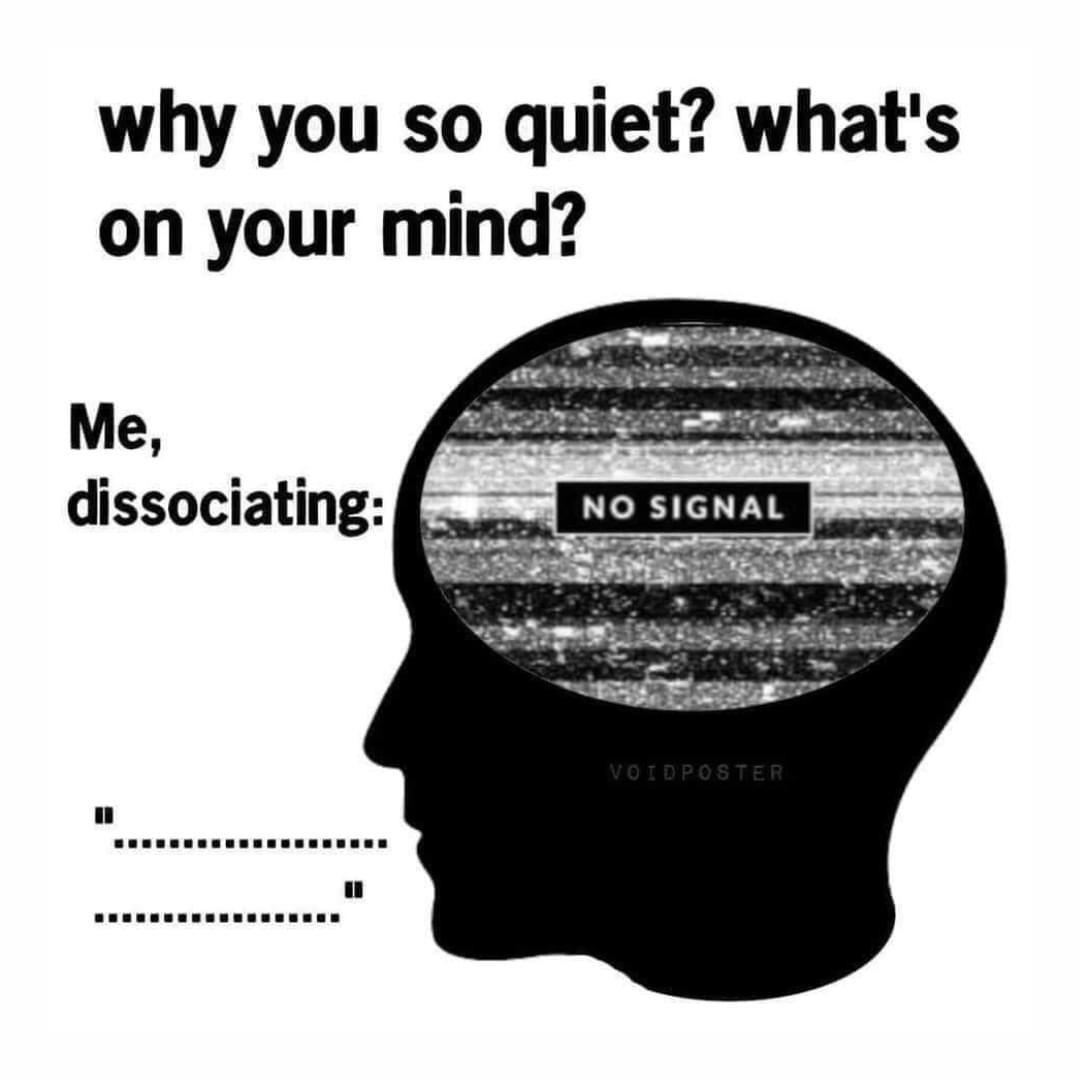 why you so quiet? what's
on your mind?
Me,
dissociating:
NO SIGNAL
VOIDPOSTER
"....................
.................."